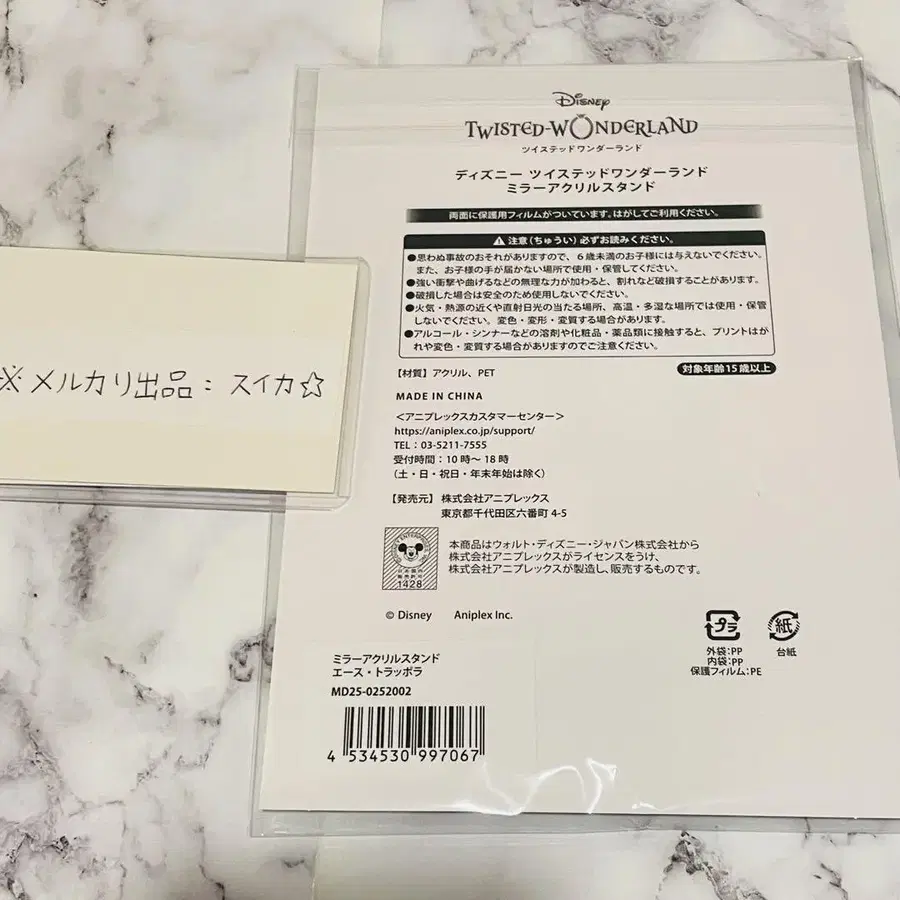 Disney
TWISTED-WONDERLAND
ツイステッドワンダーランド
ディズニー ツイステッドワンダーランド
ミラーアクリルスタンド
両面に保護用フィルムがついています。はがしてご利用ください。
注意(ちゅうい)必ずお読みください。
●思わぬ事故のおそれがありますので、6歳未満のお子様には与えないでください。
また、お子様の手が届かない場所で使用・保管してください。
●強い衝撃や曲げるなどの無理な力が加わると、割れなど破損することがあります。
●破損した場合は安全のため使用しないでください。
●火気・熱源の近くや直射日光の当たる場所、高温・多湿な場所では使用・保管
しないでください。変色・変形・変質する場合があります。
●アルコール・シンナーなどの溶剤や化粧品・薬品類に接触すると、プリントはが
れや変色・変質する場合がありますのでご注意ください。
【材質】アクリル、PET
対象年齢15歳以上
MADE IN CHINA
<アニプレックスカスタマーセンター>
https://aniplex.co.jp/support/
TEL:03-5211-7555
受付時間:10時~18時
(土・日・祝日・年末年始は除く)
【発売元】株式会社アニプレックス
東京都千代田区六番町4-5
1428
本商品はウォルト・ディズニー・ジャパン株式会社から
株式会社アニプレックスがライセンスをうけ、
株式会社アニプレックスが製造し、販売するものです。
© Disney Aniplex Inc.
プラ
紙
外袋:PP
内袋:PP
保護フィルム:PE
台紙
ミラーアクリルスタンド
エース・トラッポラ
MD25-0252002
4 534530 997067
※メルカリ出品:スイカ☆